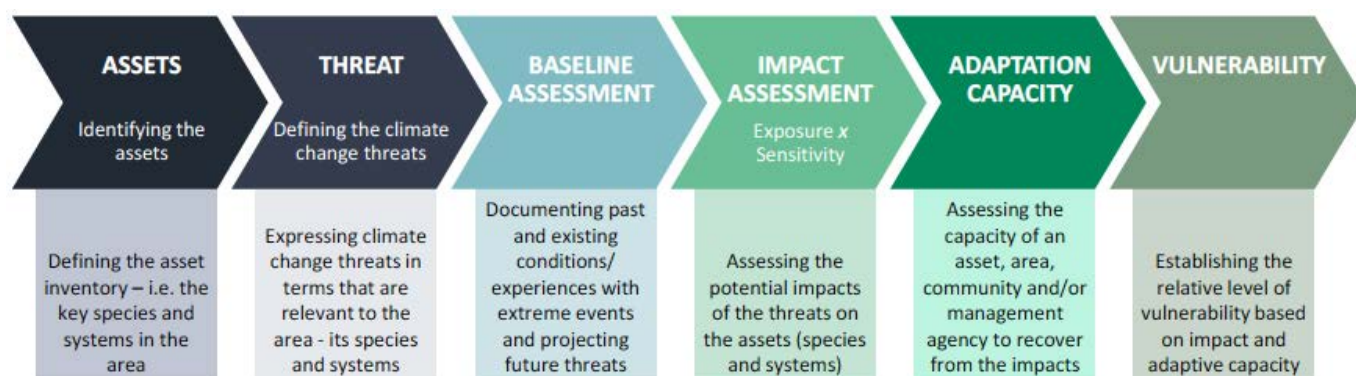 ASSETS
Identifying the
assets
Defining the asset
inventory – i.e. the
key species and
systems in the
area
THREAT
Defining the climate
change threats
Expressing climate
change threats in
terms that are
relevant to the
area - its species
and systems
BASELINE
ASSESSMENT
Documenting past
and existing
conditions/
experiences with
extreme events
and projecting
future threats
IMPACT
ASSESSMENT
Exposure x
Sensitivity
Assessing the
potential impacts
of the threats on
the assets (species
and systems)
ADAPTATION
CAPACITY
Assessing the
capacity of an
asset, area,
community and/or
management
agency to recover
from the impacts
VULNERABILITY
Establishing the
relative level of
vulnerability based
on impact and
adaptive capacity